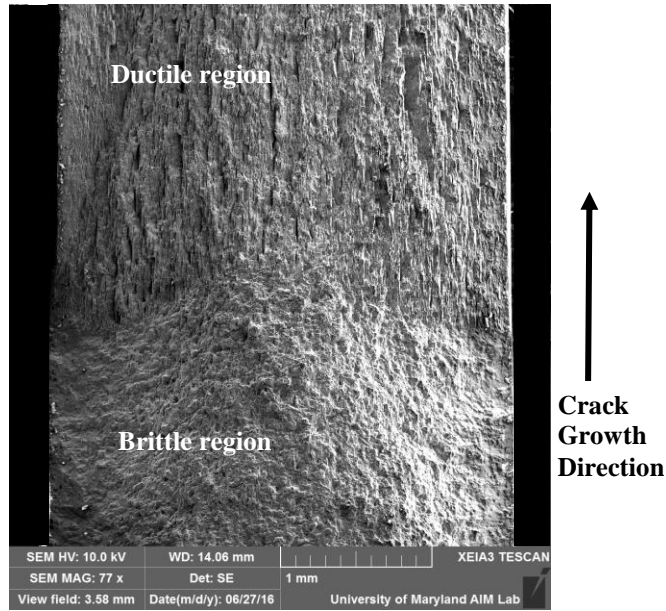 Ductile region
Brittle region
Crack
Growth
Direction
SEM HV: 10.0 kV
WD: 14.06 mm
XEIA3 TESCAN
SEM MAG: 77 x
Det: SE
1 mm
View field: 3.58 mm
Date(m/d/y): 06/27/16
University of Maryland AIM Lab